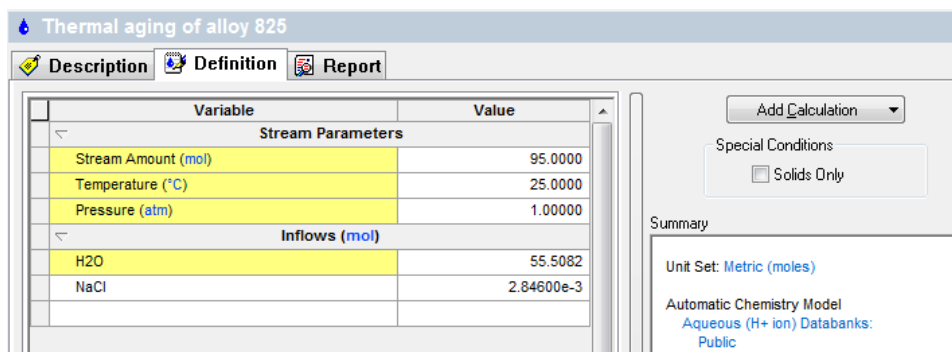 Thermal aging of alloy 825
Description Definition Report
Variable Value
Stream Parameters
Stream Amount (mol) 95.0000
Temperature (°C) 25.0000
Pressure (atm) 1.00000
Inflows (mol)
H2O 55.5082
NaCl 2.84600e-3
Add Calculation
Special Conditions
Solids Only
Summary
Unit Set: Metric (moles)
Automatic Chemistry Model
Aqueous (H+ ion) Databanks:
Public